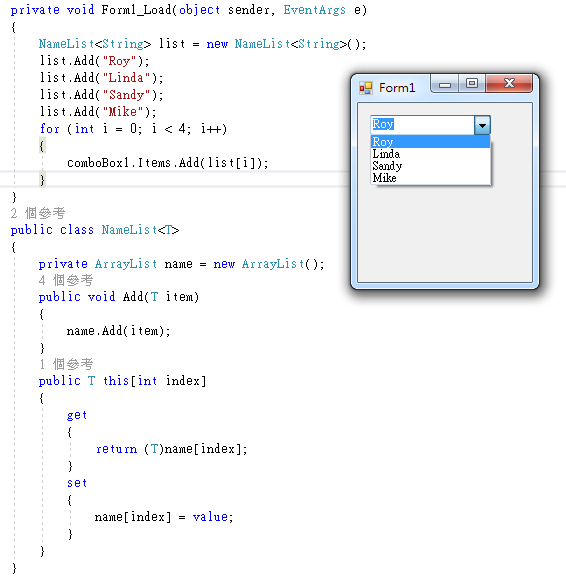 private void Form1_Load(object sender, EventArgs e)
{
    NameList<String> list = new NameList<String>();
    list.Add("Roy");
    list.Add("Linda");
    list.Add("Sandy");
    list.Add("Mike");
    for (int i = 0; i < 4; i++)
    {
        comboBox1.Items.Add(list[i]);
    }
}
2 個參考
public class NameList<T>
{
    private ArrayList name = new ArrayList();
    4 個參考
    public void Add(T item)
    {
        name.Add(item);
    }
    1 個參考
    public T this[int index]
    {
        get
        {
            return (T)name[index];
        }
        set
        {
            name[index] = value;
        }
    }
}
Form1
Roy
Roy
Linda
Sandy
Mike